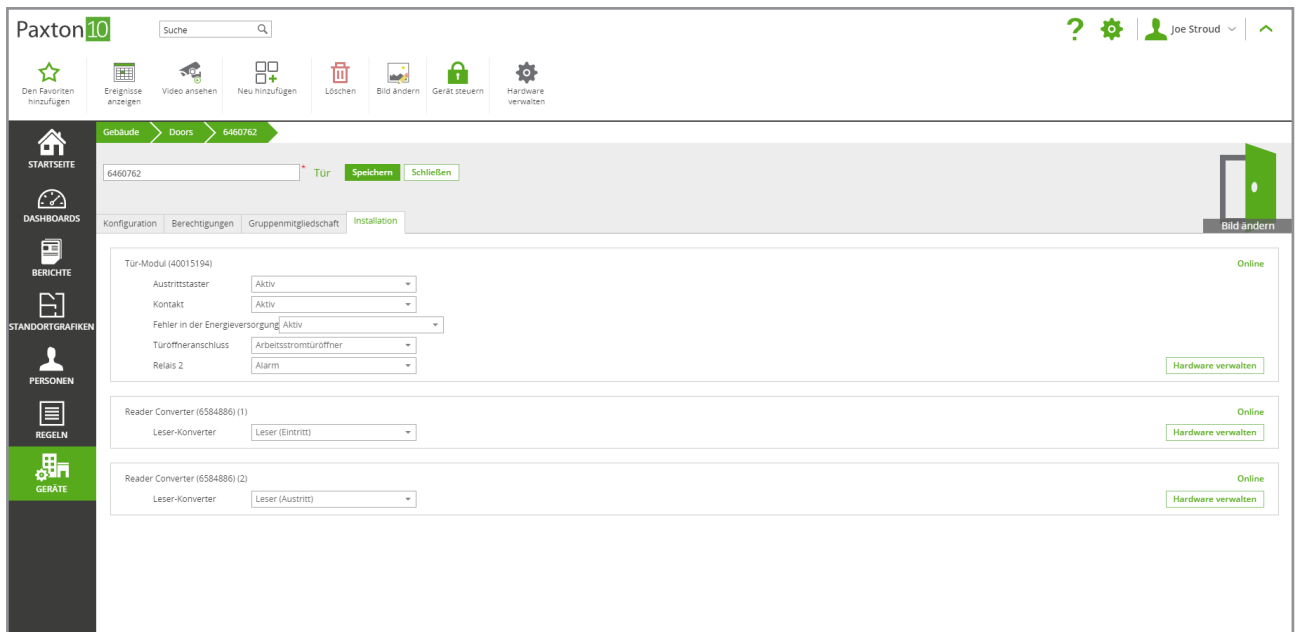 Paxton10
Suche
Joe Stroud
Den Favoriten hinzufügen
Ereignisse anzeigen
Video ansehen
Neu hinzufügen
Löschen
Bild ändern
Gerät steuern
Hardware verwalten
Gebäude Doors 6460762
6460762 * Tür Speichern Schließen
Bild ändern
Konfiguration Berechtigungen Gruppenmitgliedschaft Installation
STARTSEITE
DASHBOARDS
BERICHTE
STANDORTGRAFIKEN
PERSONEN
REGELN
GERÄTE
Tür-Modul (40015194) Online
Austrittstaster Aktiv
Kontakt Aktiv
Fehler in der Energieversorgung Aktiv
Türöffneranschluss Arbeitsstromtüröffner
Relais 2 Alarm Hardware verwalten
Reader Converter (6584886) (1) Online
Leser-Konverter Leser (Eintritt) Hardware verwalten
Reader Converter (6584886) (2) Online
Leser-Konverter Leser (Austritt) Hardware verwalten